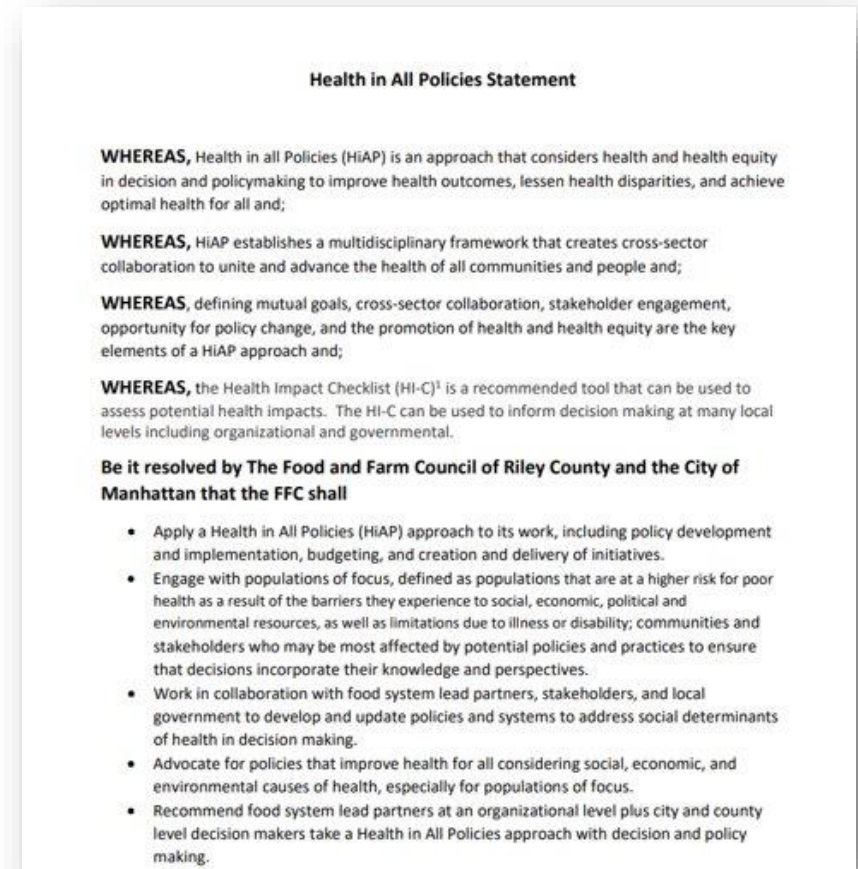 Health in All Policies Statement
WHEREAS, Health in all Policies (HiAP) is an approach that considers health and health equity
in decision and policymaking to improve health outcomes, lessen health disparities, and achieve
optimal health for all and;
WHEREAS, HiAP establishes a multidisciplinary framework that creates cross-sector
collaboration to unite and advance the health of all communities and people and;
WHEREAS, defining mutual goals, cross-sector collaboration, stakeholder engagement,
opportunity for policy change, and the promotion of health and health equity are the key
elements of a HiAP approach and;
WHEREAS, the Health Impact Checklist (HI-C)¹ is a recommended tool that can be used to
assess potential health impacts. The HI-C can be used to inform decision making at many local
levels including organizational and governmental.
Be it resolved by The Food and Farm Council of Riley County and the City of
Manhattan that the FFC shall
• Apply a Health in All Policies (HiAP) approach to its work, including policy development
and implementation, budgeting, and creation and delivery of initiatives.
• Engage with populations of focus, defined as populations that are at a higher risk for poor
health as a result of the barriers they experience to social, economic, political and
environmental resources, as well as limitations due to illness or disability; communities and
stakeholders who may be most affected by potential policies and practices to ensure
that decisions incorporate their knowledge and perspectives.
• Work in collaboration with food system lead partners, stakeholders, and local
government to develop and update policies and systems to address social determinants
of health in decision making.
• Advocate for policies that improve health for all considering social, economic, and
environmental causes of health, especially for populations of focus.
• Recommend food system lead partners at an organizational level plus city and county
level decision makers take a Health in All Policies approach with decision and policy
making.